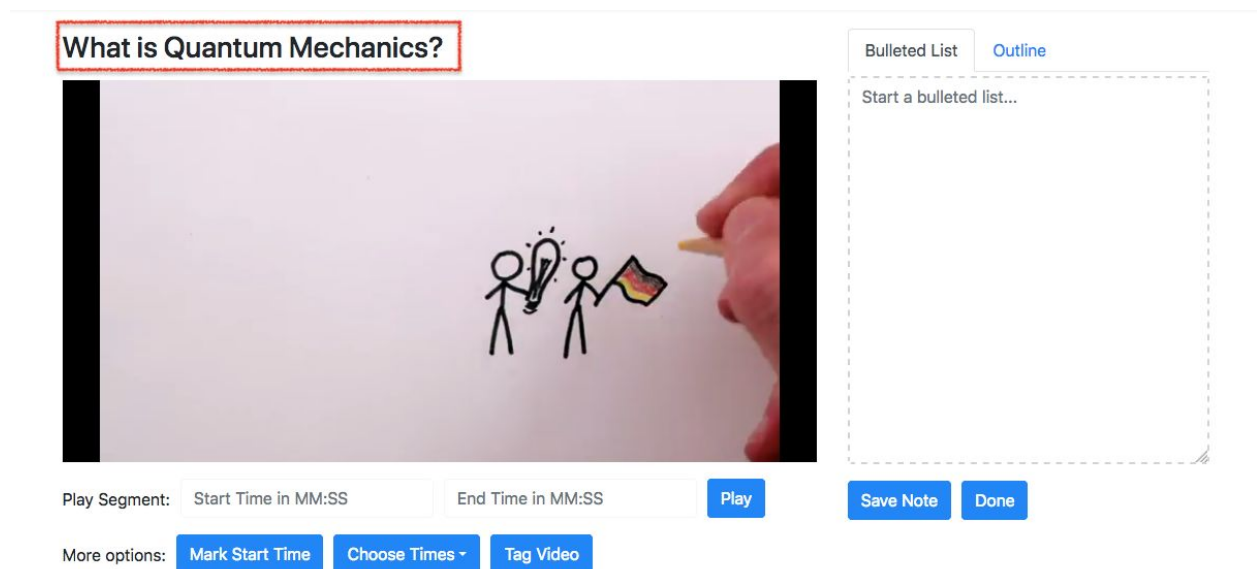 What is Quantum Mechanics?
Bulleted List
Outline
Start a bulleted list...
Play Segment:
Start Time in MM:SS
End Time in MM:SS
Play
Save Note
Done
More options:
Mark Start Time
Choose Times
Tag Video